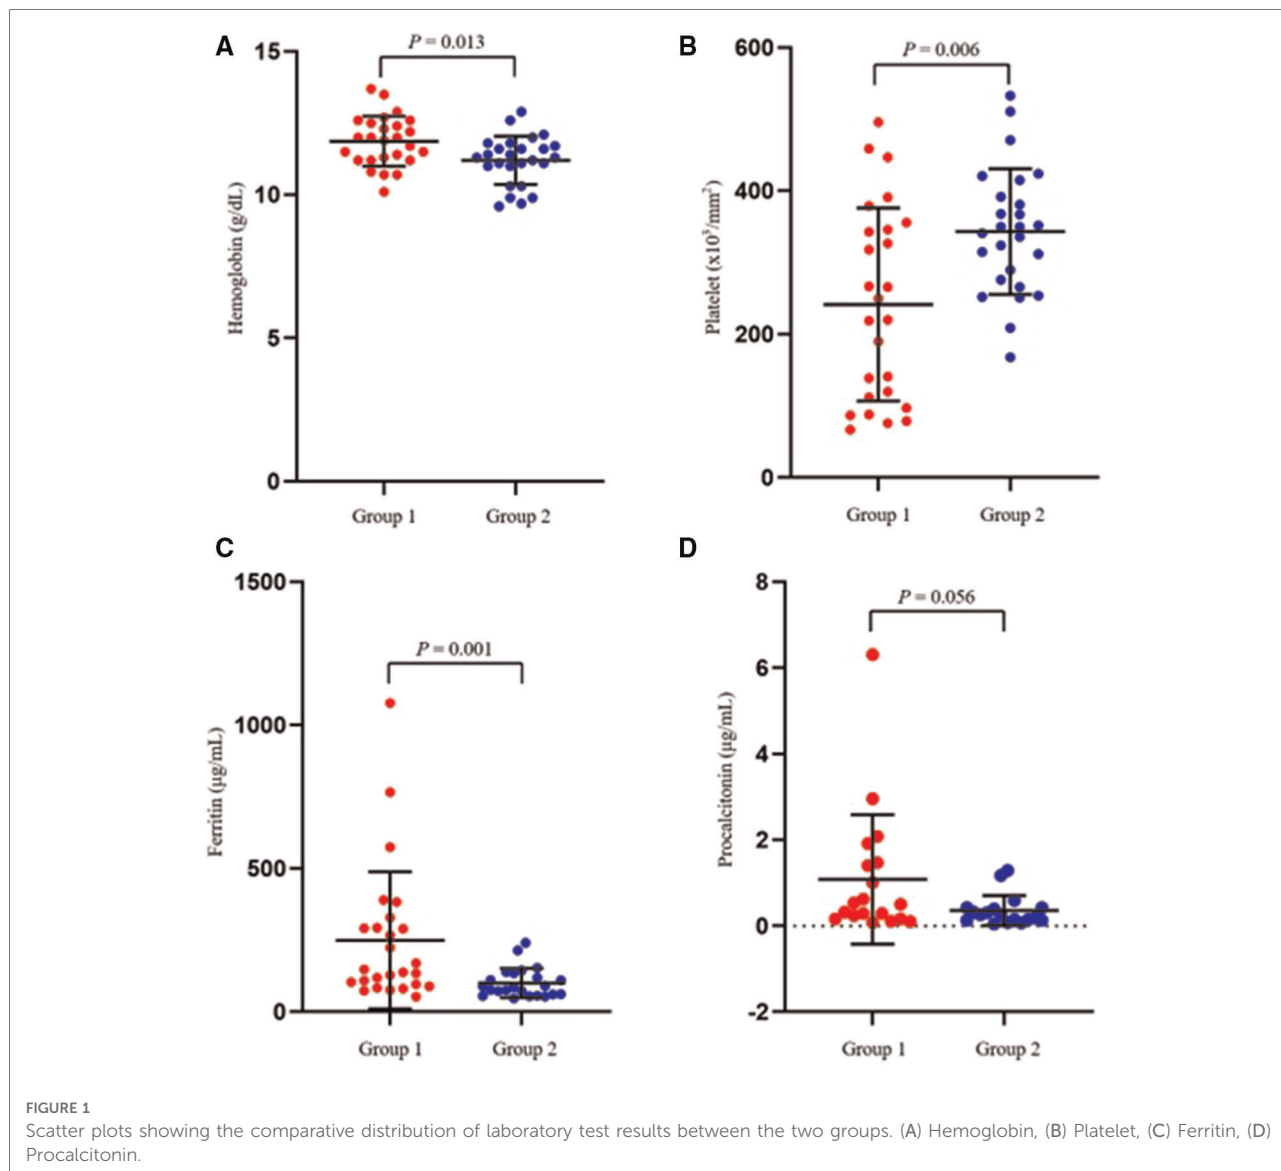 A
P = 0.013
15
10
5
0
Hemoglobin (g/dL)
Group 1
Group 2
B
P = 0.006
600
400
200
0
Platelet (x10³/mm²)
Group 1
Group 2
C
P = 0.001
1500
1000
500
0
Ferritin (µg/mL)
Group 1
Group 2
D
P = 0.056
8
6
4
2
0
-2
Procalcitonin (µg/mL)
Group 1
Group 2
FIGURE 1
Scatter plots showing the comparative distribution of laboratory test results between the two groups. (A) Hemoglobin, (B) Platelet, (C) Ferritin, (D)
Procalcitonin.